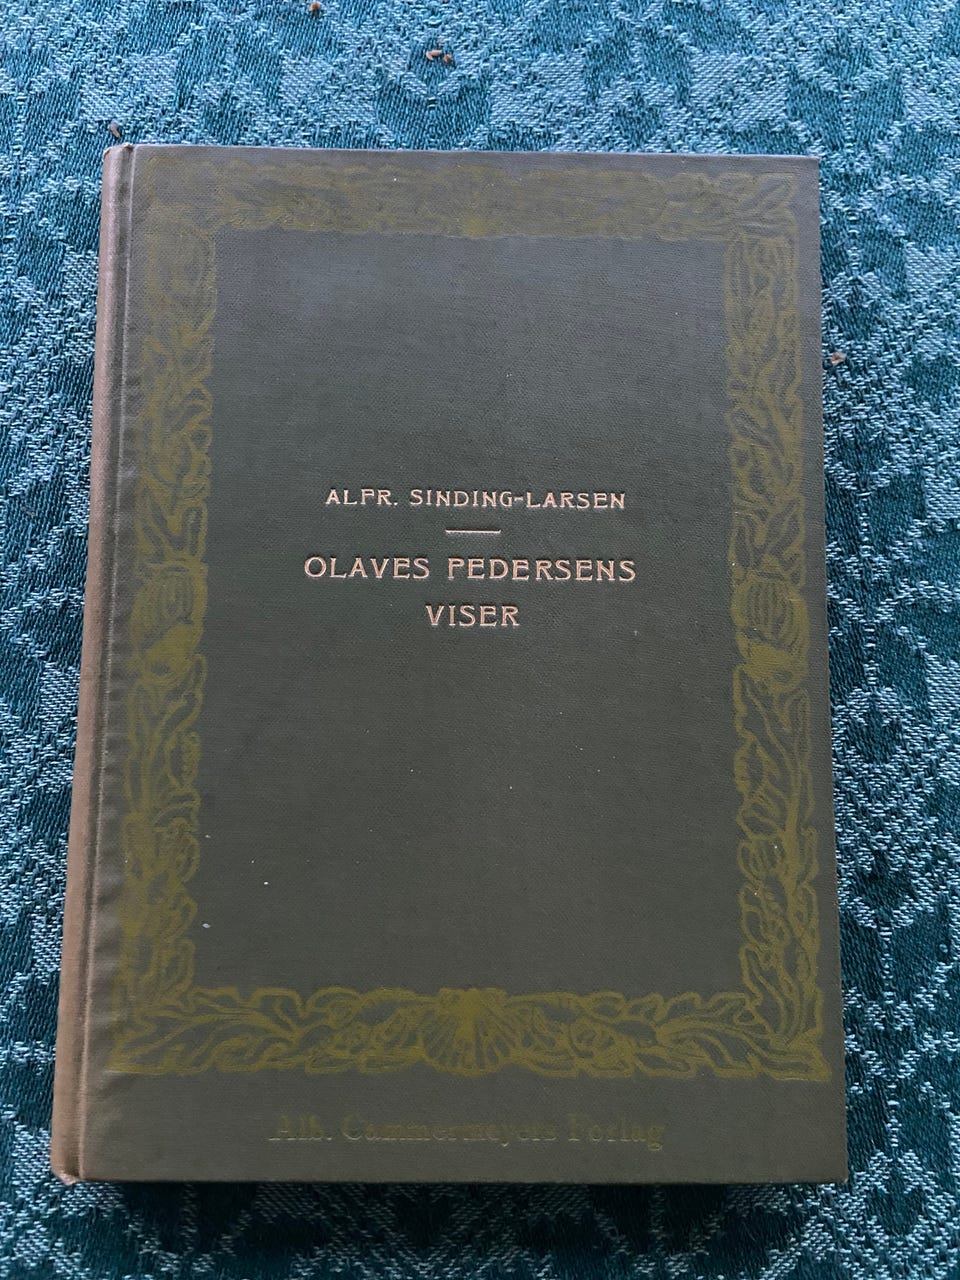 ALFR. SINDING-LARSEN
OLAVES PEDERSENS
VISER
Alb. Cammermeyers Forlag